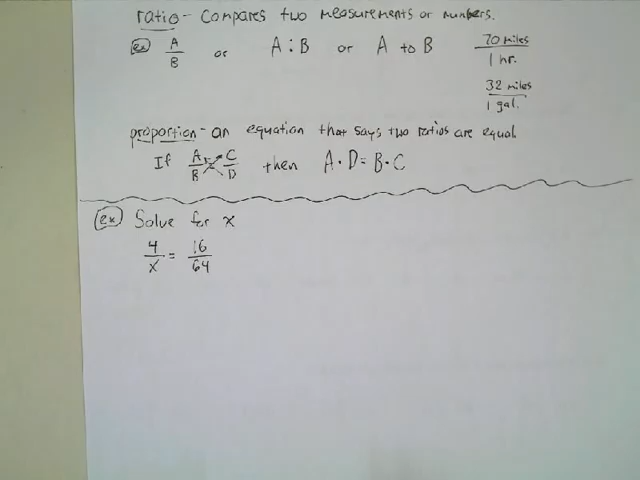 ratio - Compares two measurements or numbers.
ex A/B or A : B or A to B 70 miles/1 hr.
32 miles/1 gal.
proportion - an equation that says two ratios are equal
If A/B = C/D then A · D = B · C
ex Solve for x
4/x = 16/64